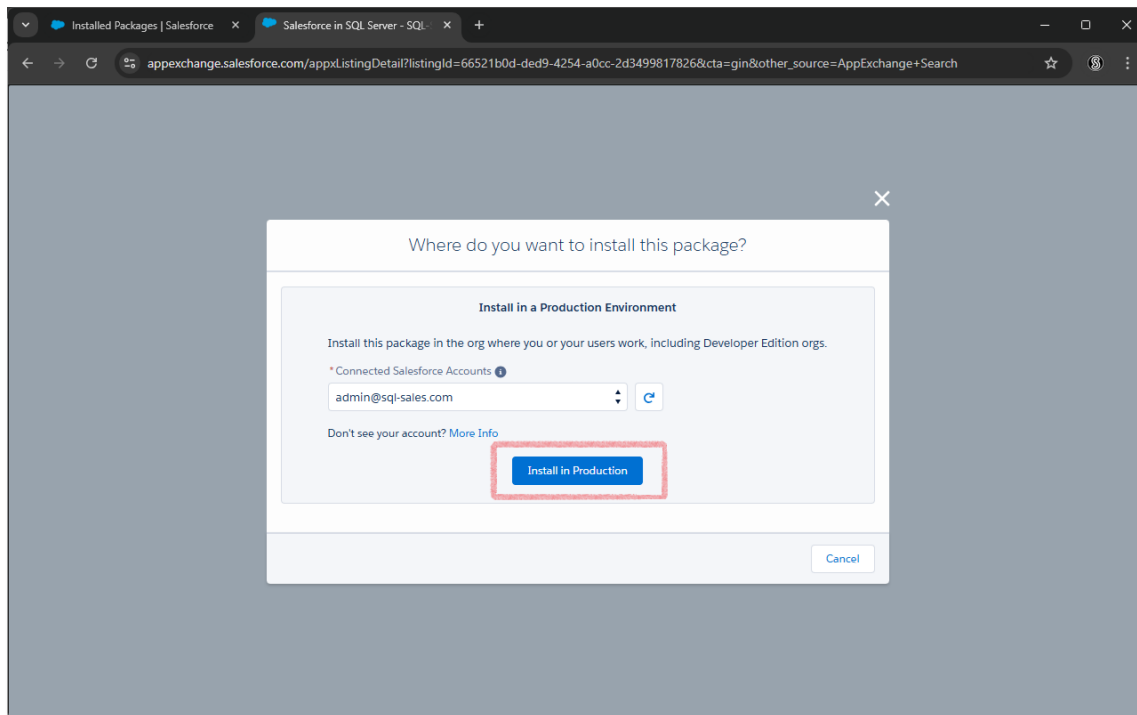 Installed Packages | Salesforce
Salesforce in SQL Server - SQL-
appexchange.salesforce.com/appxListingDetail?listingId=66521b0d-ded9-4254-a0cc-2d3499817826&cta=gin&other_source=AppExchange+Search
Where do you want to install this package?
Install in a Production Environment
Install this package in the org where you or your users work, including Developer Edition orgs.
*Connected Salesforce Accounts
admin@sql-sales.com
Don't see your account? More Info
Install in Production
Cancel